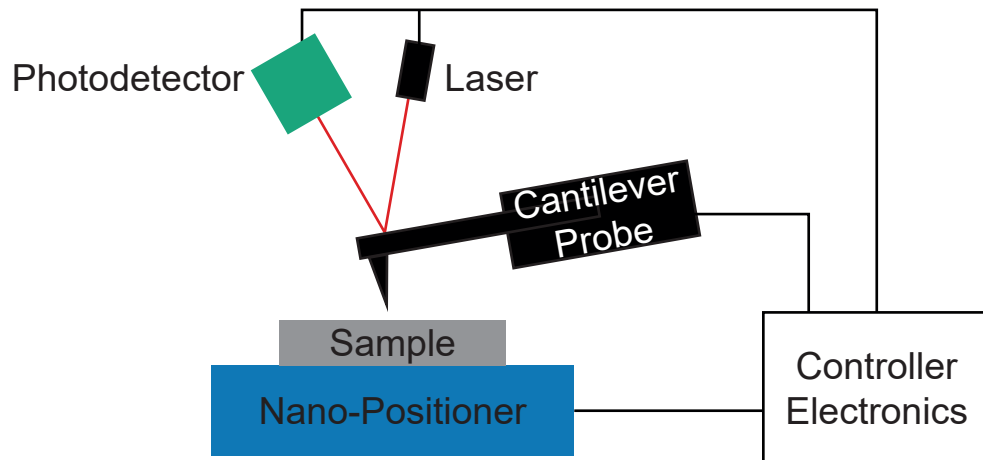 Photodetector
Laser
Cantilever
Probe
Sample
Nano-Positioner
Controller
Electronics